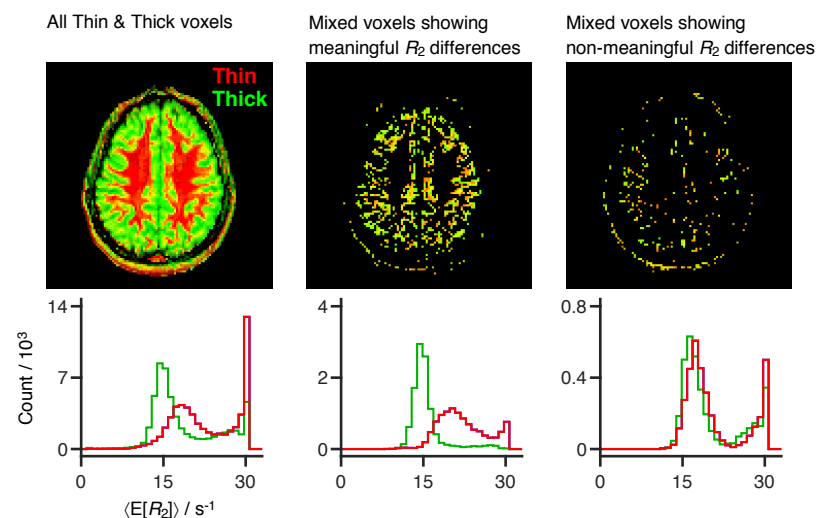 All Thin & Thick voxels
Mixed voxels showing
meaningful R2 differences
Mixed voxels showing
non-meaningful R2 differences
Thin
Thick
14
7
0
Count / 10³
0
15
30
⟨E[R2]⟩ / s⁻¹
4
2
0
0
15
30
0.8
0.4
0
0
15
30